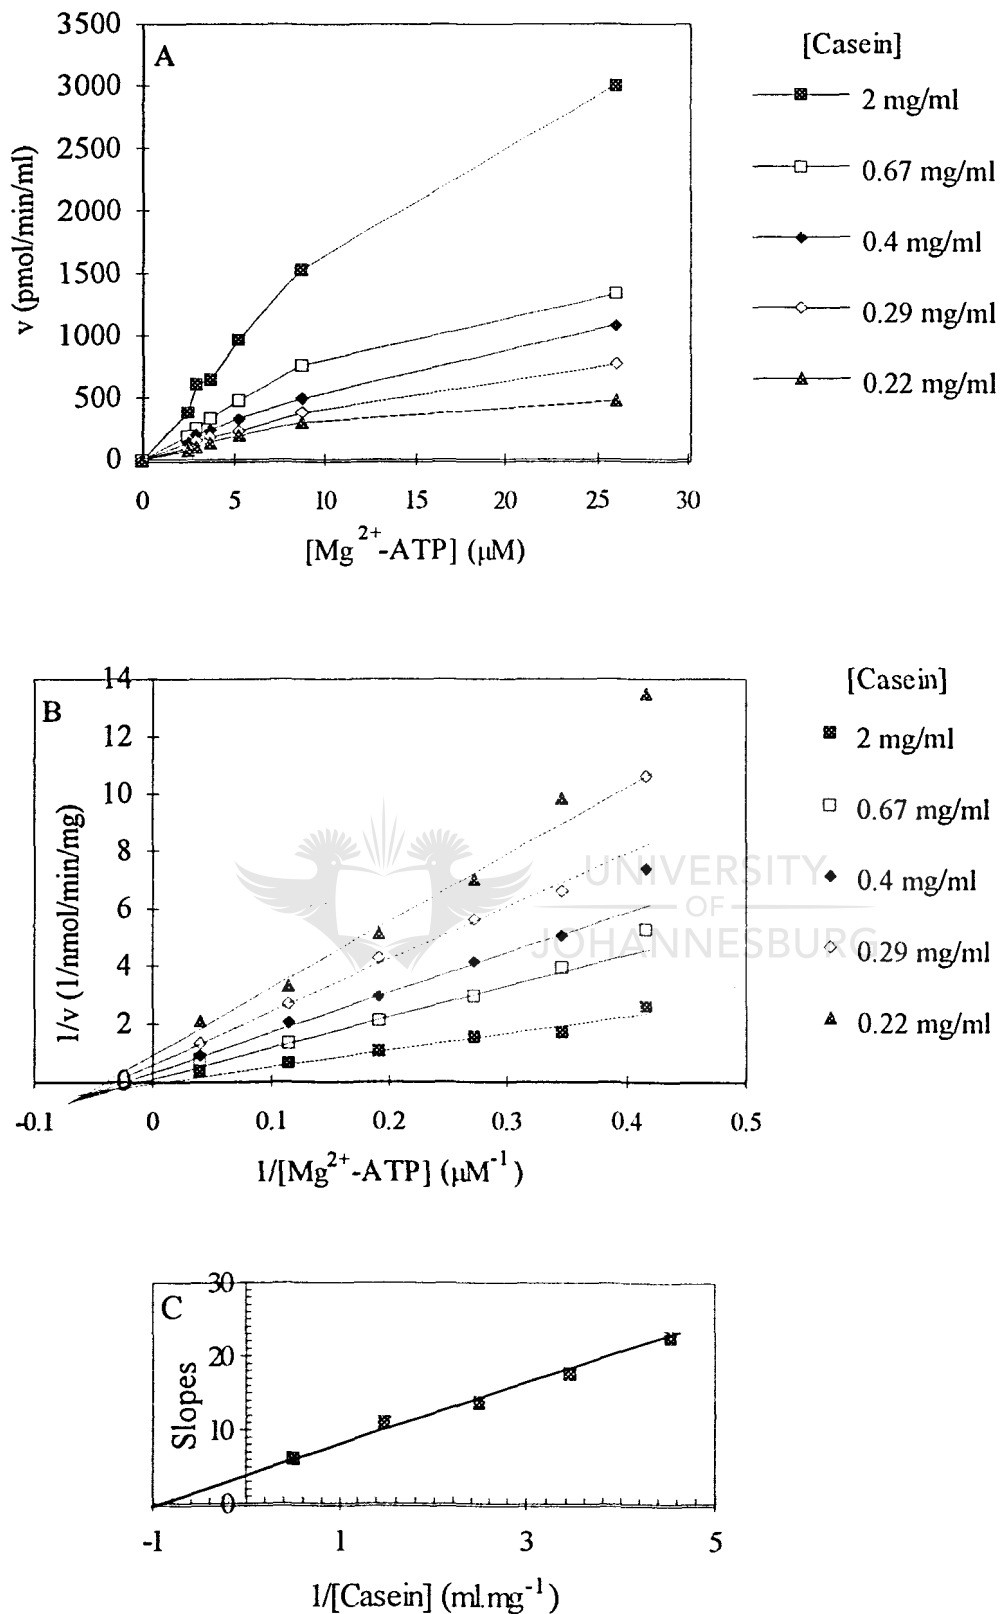 A
3500
3000
2500
2000
1500
1000
500
0
v (pmol/min/ml)
0 5 10 15 20 25 30
[Mg2+-ATP] (μM)
[Casein]
2 mg/ml
0.67 mg/ml
0.4 mg/ml
0.29 mg/ml
0.22 mg/ml
B
14
12
10
8
6
4
2
0
1/v (1/nmol/min/mg)
-0.1 0 0.1 0.2 0.3 0.4 0.5
1/[Mg2+-ATP] (μM-1)
[Casein]
2 mg/ml
0.67 mg/ml
0.4 mg/ml
0.29 mg/ml
0.22 mg/ml
UNIVERSITY
OF
JOHANNESBURG
C
30
20
10
0
Slopes
-1 1 3 5
1/[Casein] (ml.mg-1)